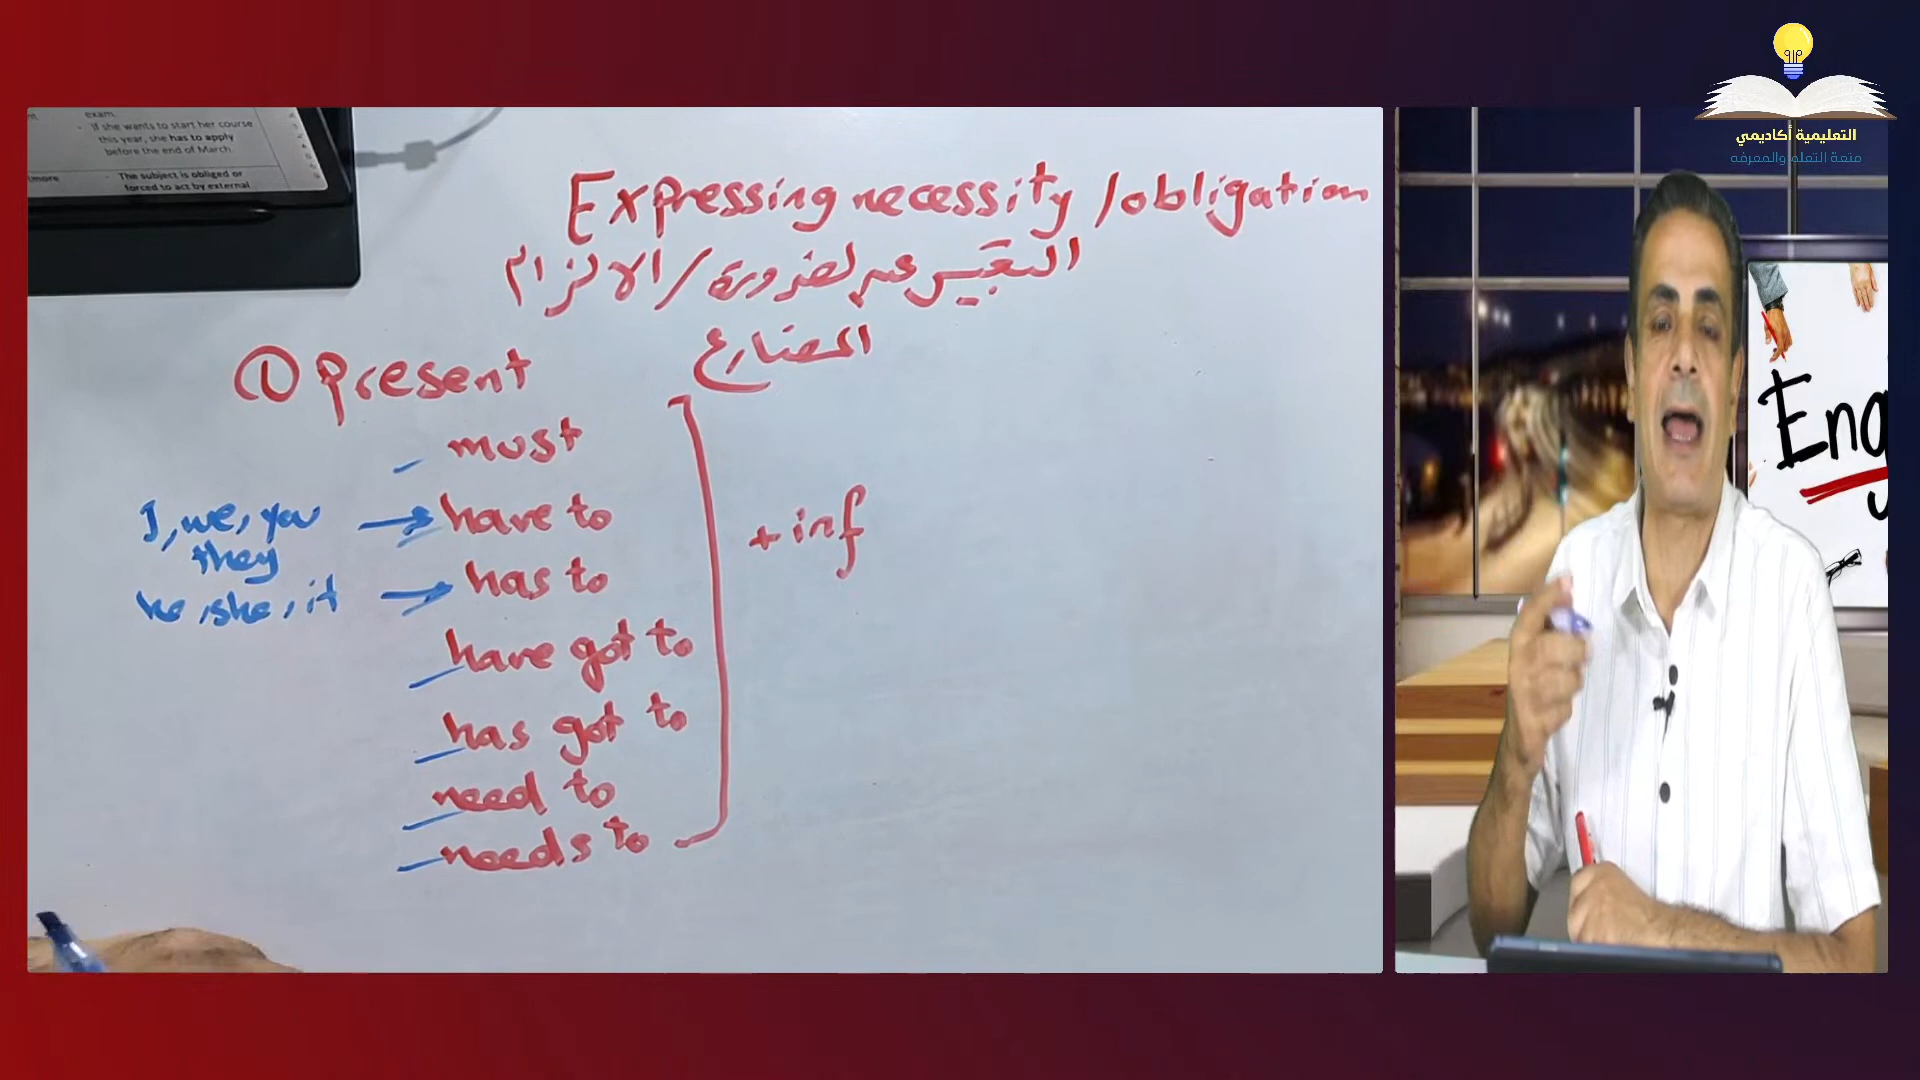 التعليمية أكاديمي
متعة التعلم والمعرفه
exam.
- If she wants to start her course
this year, she has to apply
before the end of March.
- The subject is obliged or
forced to act by external
Expressing necessity / obligation
التعبير عن الضرورة / الالزام
① Present
المضارع
must
I, we, you → have to
they
he, she, it → has to
+ inf
have got to
has got to
need to
needs to
Eng